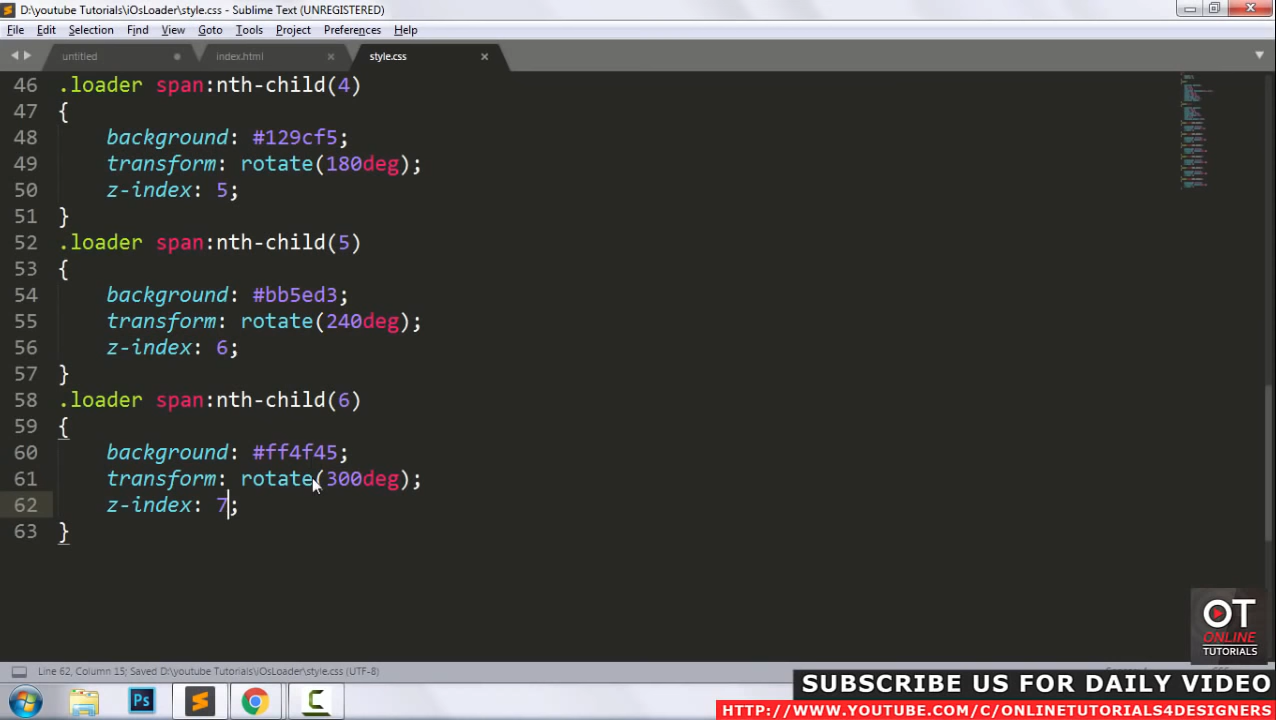 D:\youtube Tutorials\iOsLoader\style.css - Sublime Text (UNREGISTERED)
File Edit Selection Find View Goto Tools Project Preferences Help
untitled index.html style.css
46 .loader span:nth-child(4)
47 {
48 background: #129cf5;
49 transform: rotate(180deg);
50 z-index: 5;
51 }
52 .loader span:nth-child(5)
53 {
54 background: #bb5ed3;
55 transform: rotate(240deg);
56 z-index: 6;
57 }
58 .loader span:nth-child(6)
59 {
60 background: #ff4f45;
61 transform: rotate(300deg);
62 z-index: 7;
63 }
OT
ONLINE
TUTORIALS
Line 62, Column 15; Saved D:\youtube Tutorials\iOsLoader\style.css (UTF-8)
Ps
SUBSCRIBE US FOR DAILY VIDEO
HTTP://WWW.YOUTUBE.COM/C/ONLINETUTORIALS4DESIGNERS